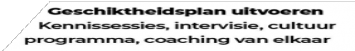 Geschiktheidsplan uitvoeren
Kennissessies, intervisie, cultuur
programma, coaching van elkaar